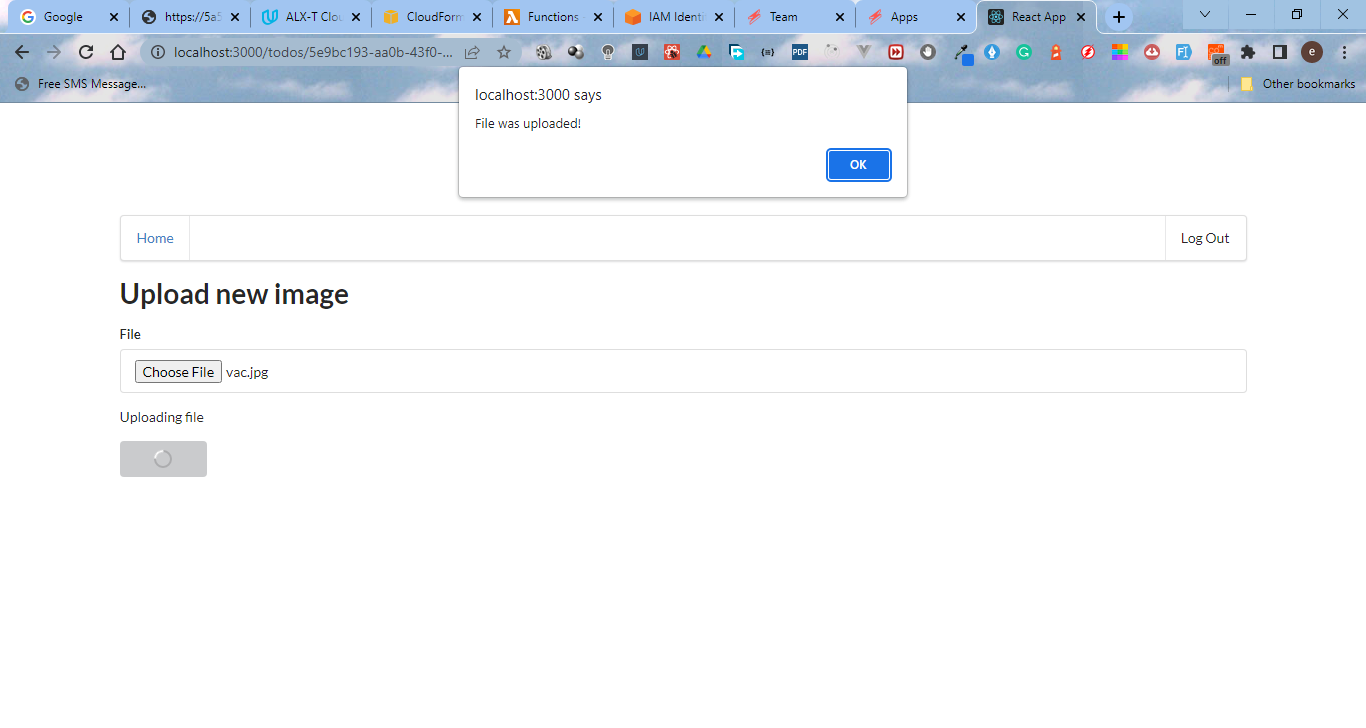 Google
https://5a5
ALX-T Clou
CloudForm
Functions
IAM Identi
Team
Apps
React App
localhost:3000/todos/5e9bc193-aa0b-43f0-...
PDF
off
e
Free SMS Message...
Other bookmarks
localhost:3000 says
File was uploaded!
OK
Home
Log Out
Upload new image
File
Choose File vac.jpg
Uploading file